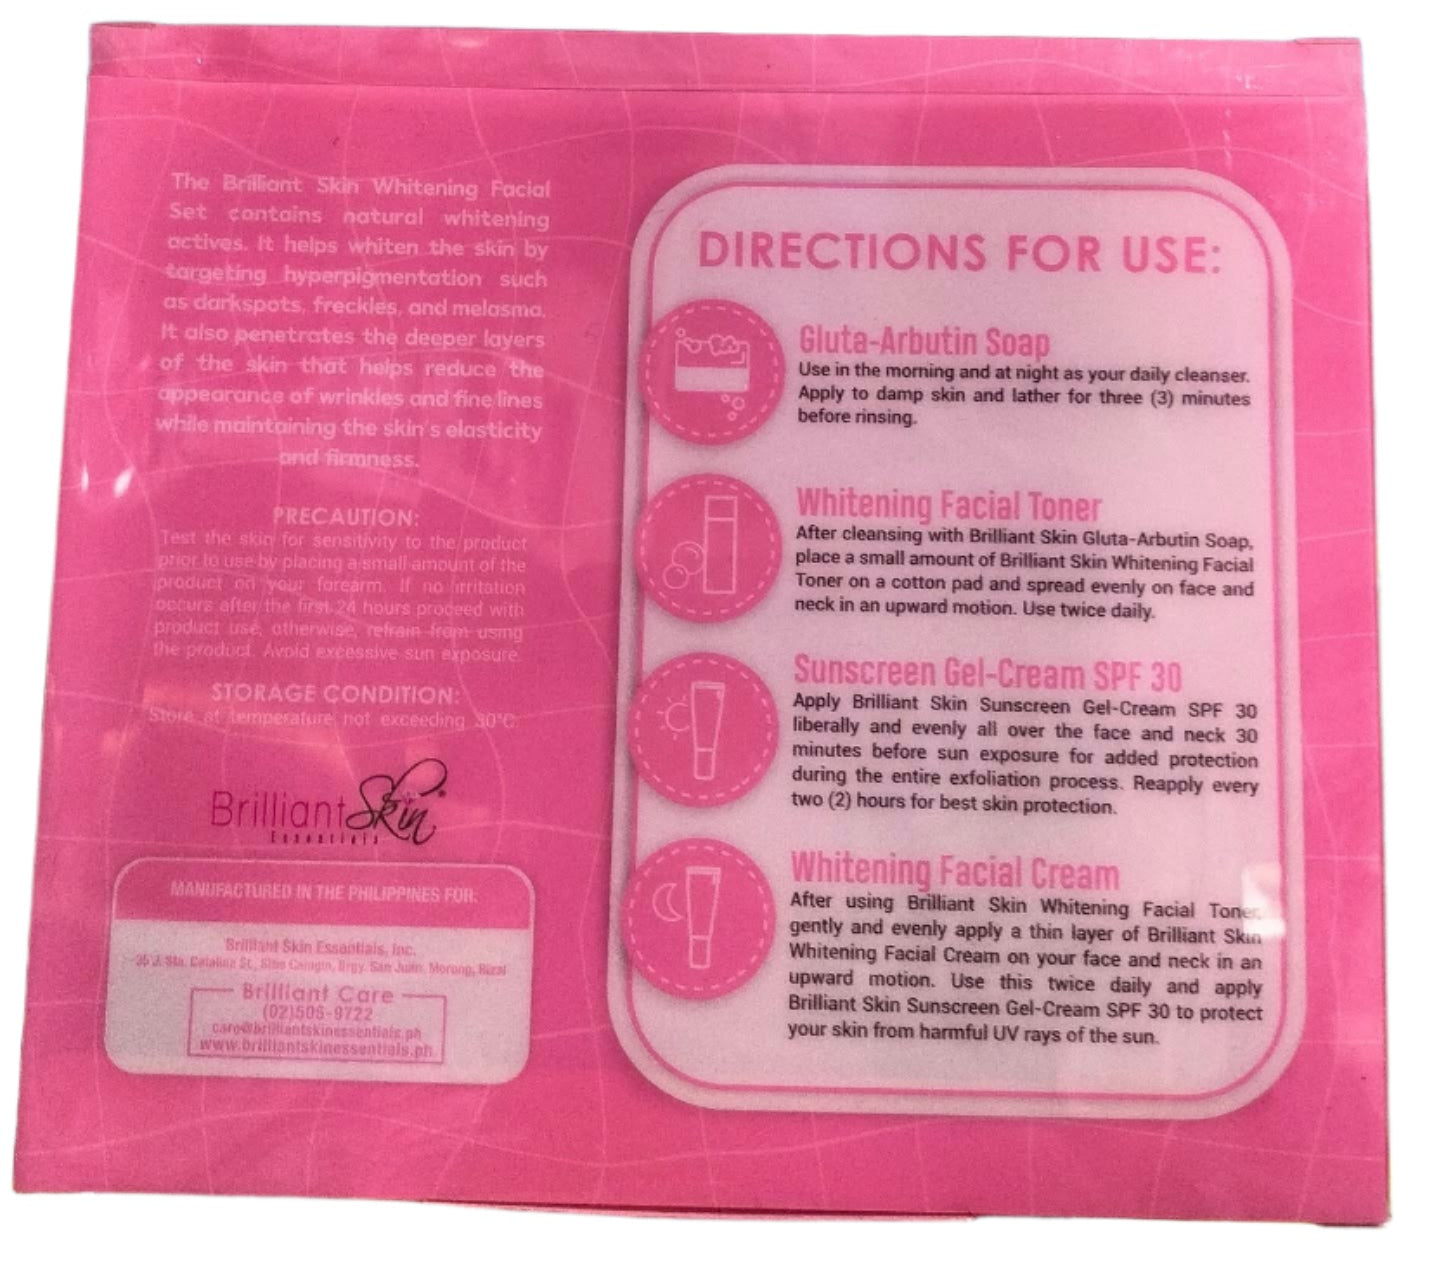 The Brilliant Skin Whitening Facial
Set contains natural whitening
actives. It helps whiten the skin by
targeting hyperpigmentation such
as darkspots, freckles, and melasma.
It also penetrates the deeper layers
of the skin that helps reduce the
appearance of wrinkles and fine lines
while maintaining the skin's elasticity
and firmness.
PRECAUTION:
Test the skin for sensitivity to the product
prior to use by placing a small amount of the
product on your forearm. If no irritation
occurs after the first 24 hours proceed with
product use, otherwise, refrain from using
the product. Avoid excessive sun exposure.
STORAGE CONDITION:
Store at temperature not exceeding 30°C.
Brilliant Skin®
Essentials
MANUFACTURED IN THE PHILIPPINES FOR:
Brilliant Skin Essentials, Inc.
35 J. Sta. Catalina St., Sitio Brgy. San Juan, Morong, Rizal
Brilliant Care
(02)506-9722
care@brilliantskinessentials.ph
www.brilliantskinessentials.ph
DIRECTIONS FOR USE:
Gluta-Arbutin Soap
Use in the morning and at night as your daily cleanser.
Apply to damp skin and lather for three (3) minutes
before rinsing.
Whitening Facial Toner
After cleansing with Brilliant Skin Gluta-Arbutin Soap,
place a small amount of Brilliant Skin Whitening Facial
Toner on a cotton pad and spread evenly on face and
neck in an upward motion. Use twice daily.
Sunscreen Gel-Cream SPF 30
Apply Brilliant Skin Sunscreen Gel-Cream SPF 30
liberally and evenly all over the face and neck 30
minutes before sun exposure for added protection
during the entire exfoliation process. Reapply every
two (2) hours for best skin protection.
Whitening Facial Cream
After using Brilliant Skin Whitening Facial Toner,
gently and evenly apply a thin layer of Brilliant Skin
Whitening Facial Cream on your face and neck in an
upward motion. Use this twice daily and apply
Brilliant Skin Sunscreen Gel-Cream SPF 30 to protect
your skin from harmful UV rays of the sun.